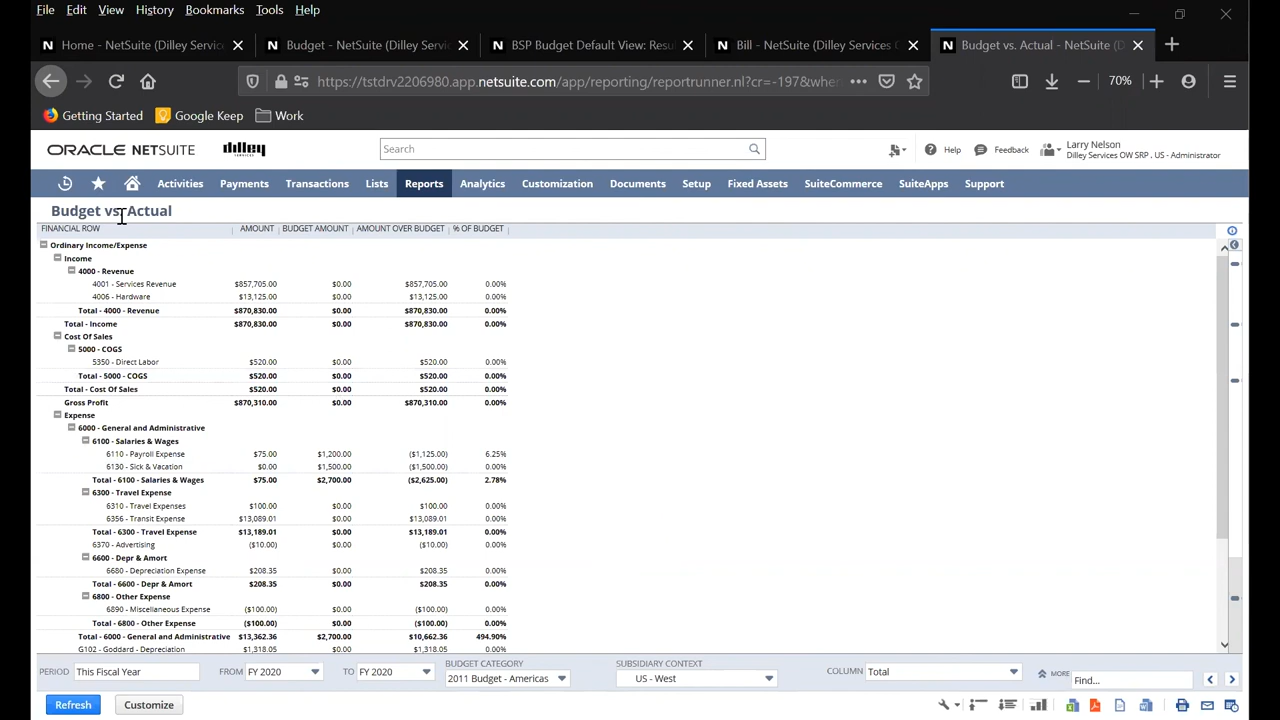 File Edit View History Bookmarks Tools Help
N Home - NetSuite (Dilley Servic N Budget - NetSuite (Dilley Servic N BSP Budget Default View: Resu N Bill - NetSuite (Dilley Services C N Budget vs. Actual - NetSuite (D
https://tstdrv2206980.app.netsuite.com/app/reporting/reportrunner.nl?cr=-197&whe 70%
Getting Started Google Keep Work
ORACLE NETSUITE dilley SERVICES Search Help Feedback Larry Nelson
Dilley Services OW SRP , US - Administrator
Activities Payments Transactions Lists Reports Analytics Customization Documents Setup Fixed Assets SuiteCommerce SuiteApps Support
Budget vs. Actual
FINANCIAL ROW AMOUNT BUDGET AMOUNT AMOUNT OVER BUDGET % OF BUDGET
Ordinary Income/Expense
Income
4000 - Revenue
4001 - Services Revenue $857,705.00 $0.00 $857,705.00 0.00%
4006 - Hardware $13,125.00 $0.00 $13,125.00 0.00%
Total - 4000 - Revenue $870,830.00 $0.00 $870,830.00 0.00%
Total - Income $870,830.00 $0.00 $870,830.00 0.00%
Cost Of Sales
5000 - COGS
5350 - Direct Labor $520.00 $0.00 $520.00 0.00%
Total - 5000 - COGS $520.00 $0.00 $520.00 0.00%
Total - Cost Of Sales $520.00 $0.00 $520.00 0.00%
Gross Profit $870,310.00 $0.00 $870,310.00 0.00%
Expense
6000 - General and Administrative
6100 - Salaries & Wages
6110 - Payroll Expense $75.00 $1,200.00 ($1,125.00) 6.25%
6130 - Sick & Vacation $0.00 $1,500.00 ($1,500.00) 0.00%
Total - 6100 - Salaries & Wages $75.00 $2,700.00 ($2,625.00) 2.78%
6300 - Travel Expense
6310 - Travel Expenses $100.00 $0.00 $100.00 0.00%
6356 - Transit Expense $13,089.01 $0.00 $13,089.01 0.00%
Total - 6300 - Travel Expense $13,189.01 $0.00 $13,189.01 0.00%
6370 - Advertising ($10.00) $0.00 ($10.00) 0.00%
6600 - Depr & Amort
6680 - Depreciation Expense $208.35 $0.00 $208.35 0.00%
Total - 6600 - Depr & Amort $208.35 $0.00 $208.35 0.00%
6800 - Other Expense
6890 - Miscellaneous Expense ($100.00) $0.00 ($100.00) 0.00%
Total - 6800 - Other Expense ($100.00) $0.00 ($100.00) 0.00%
Total - 6000 - General and Administrative $13,362.36 $2,700.00 $10,662.36 494.90%
G102 - Goddard - Depreciation $1,318.05 $0.00 $1,318.05 0.00%
PERIOD This Fiscal Year FROM FY 2020 TO FY 2020 BUDGET CATEGORY 2011 Budget - Americas SUBSIDIARY CONTEXT US - West COLUMN Total MORE Find...
Refresh Customize